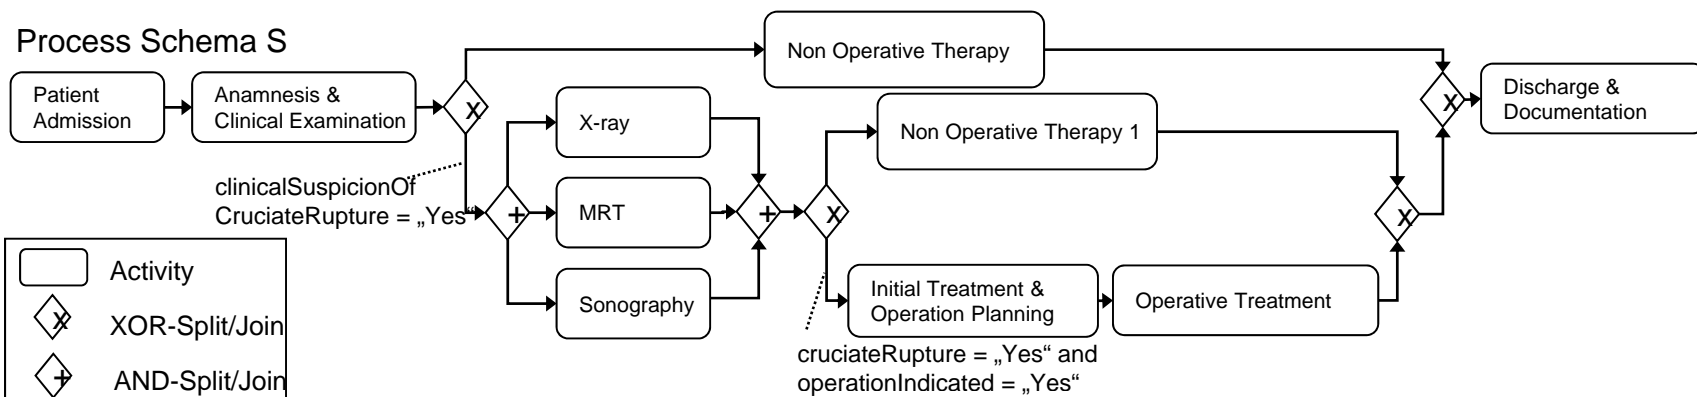 Process Schema S
Patient
Admission
Anamnesis &
Clinical Examination
X
Non Operative Therapy
clinicalSuspicionOf
CruciateRupture = „Yes“
+
X-ray
MRT
Sonography
+
X
Non Operative Therapy 1
Initial Treatment &
Operation Planning
Operative Treatment
cruciateRupture = „Yes“ and
operationIndicated = „Yes“
X
X
Discharge &
Documentation
Activity
X
XOR-Split/Join
+
AND-Split/Join